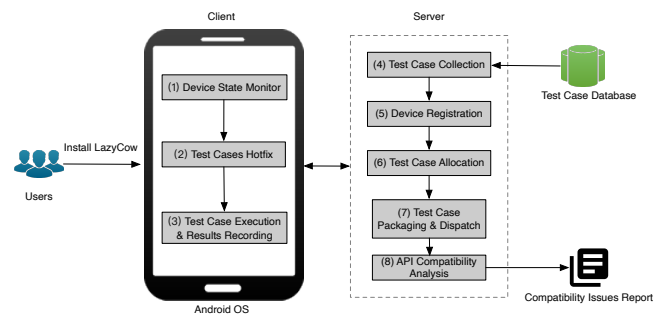 Client
Server
(1) Device State Monitor
(2) Test Cases Hotfix
(3) Test Case Execution
& Results Recording
Install LazyCow
Users
Android OS
(4) Test Case Collection
(5) Device Registration
(6) Test Case Allocation
(7) Test Case
Packaging & Dispatch
(8) API Compatibility
Analysis
Test Case Database
Compatibility Issues Report